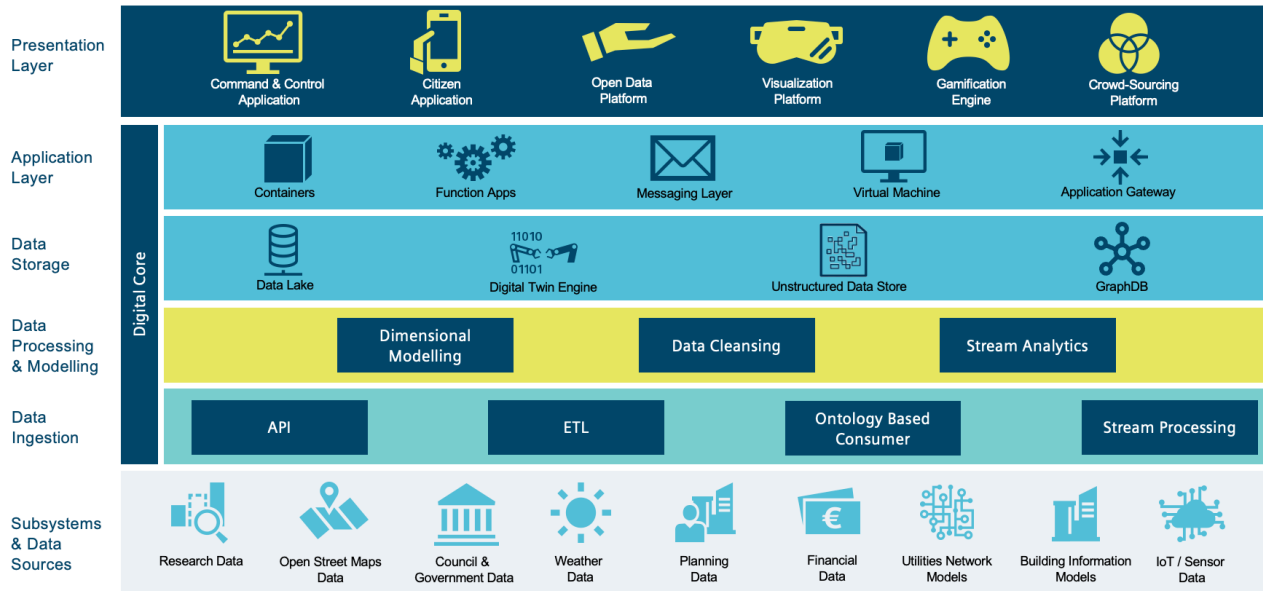 Presentation
Layer
Command & Control
Application
Citizen
Application
Open Data
Platform
Visualization
Platform
Gamification
Engine
Crowd-Sourcing
Platform
Digital Core
Application
Layer
Containers
Function Apps
Messaging Layer
Virtual Machine
Application Gateway
Data
Storage
Data Lake
11010
01101
Digital Twin Engine
Unstructured Data Store
GraphDB
Data
Processing
& Modelling
Dimensional
Modelling
Data Cleansing
Stream Analytics
Data
Ingestion
API
ETL
Ontology Based
Consumer
Stream Processing
Subsystems
& Data
Sources
Research Data
Open Street Maps
Data
Council &
Government Data
Weather
Data
Planning
Data
€
Financial
Data
Utilities Network
Models
Building Information
Models
IoT / Sensor
Data